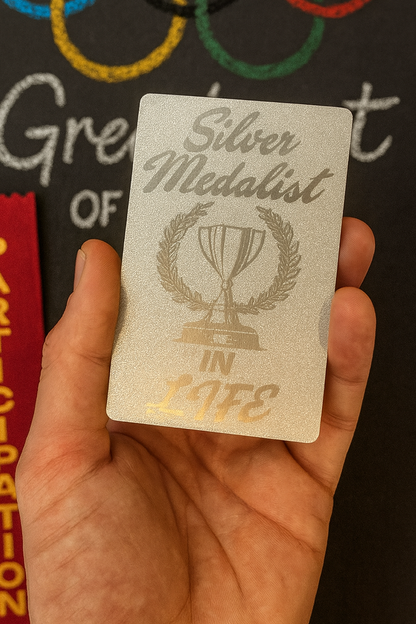 Silver
Medalist
IN
LIFE
OF
PARTICIPATION